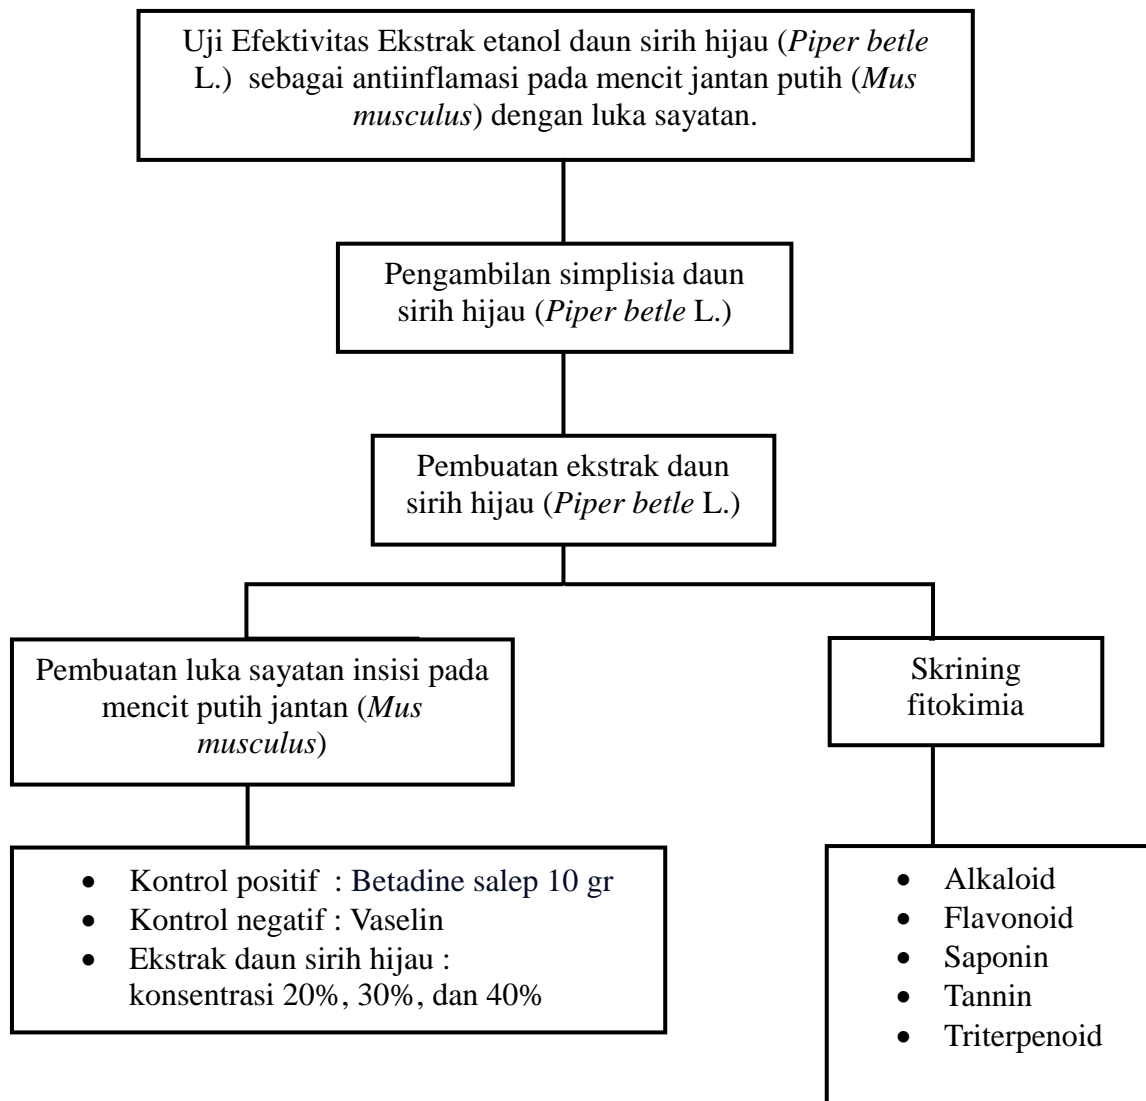 Uji Efektivitas Ekstrak etanol daun sirih hijau (Piper betle
L.) sebagai antiinflamasi pada mencit jantan putih (Mus
musculus) dengan luka sayatan.
Pengambilan simplisia daun
sirih hijau (Piper betle L.)
Pembuatan ekstrak daun
sirih hijau (Piper betle L.)
Pembuatan luka sayatan insisi pada
mencit putih jantan (Mus
musculus)
Skrining
fitokimia
• Kontrol positif : Betadine salep 10 gr
• Kontrol negatif : Vaselin
• Ekstrak daun sirih hijau :
konsentrasi 20%, 30%, dan 40%
• Alkaloid
• Flavonoid
• Saponin
• Tannin
• Triterpenoid